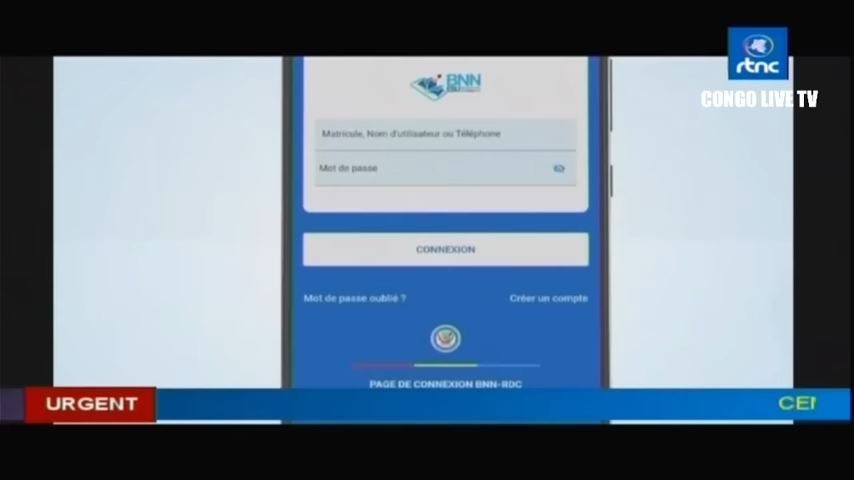 rtnc
CONGO LIVE TV
BNN
Matricule, Nom d'utilisateur ou Téléphone
Mot de passe
CONNEXION
Mot de passe oublié ?
Créer un compte
PAGE DE CONNEXION BNN-RDC
URGENT
CEN